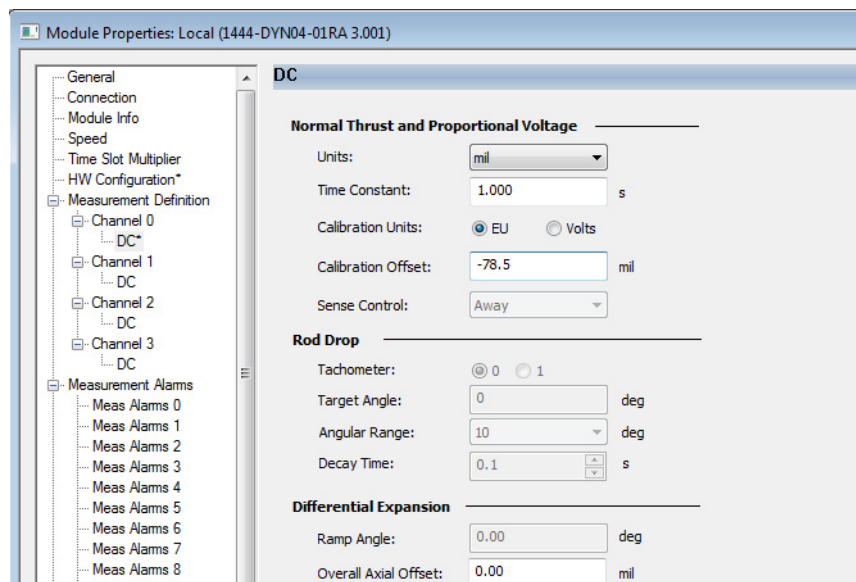 Module Properties: Local (1444-DYN04-01RA 3.001)
General
Connection
Module Info
Speed
Time Slot Multiplier
HW Configuration*
Measurement Definition
Channel 0
DC*
Channel 1
DC
Channel 2
DC
Channel 3
DC
Measurement Alarms
Meas Alarms 0
Meas Alarms 1
Meas Alarms 2
Meas Alarms 3
Meas Alarms 4
Meas Alarms 5
Meas Alarms 6
Meas Alarms 7
Meas Alarms 8
DC
Normal Thrust and Proportional Voltage
Units: mil
Time Constant: 1.000 s
Calibration Units: EU Volts
Calibration Offset: -78.5 mil
Sense Control: Away
Rod Drop
Tachometer: 0 1
Target Angle: 0 deg
Angular Range: 10 deg
Decay Time: 0.1 s
Differential Expansion
Ramp Angle: 0.00 deg
Overall Axial Offset: 0.00 mil